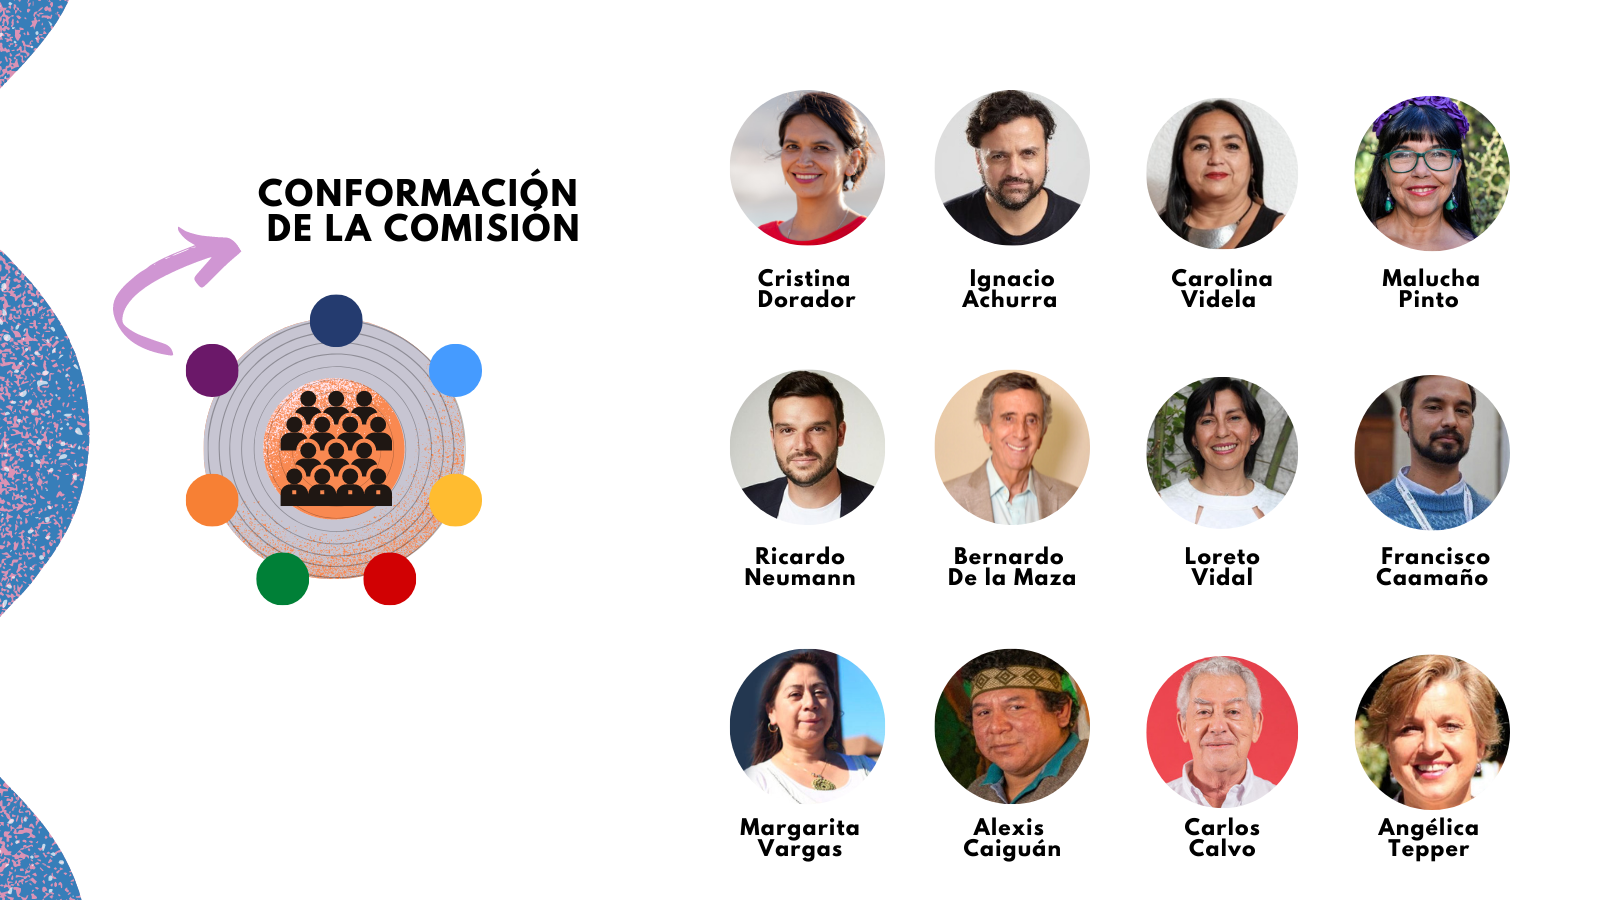 CONFORMACIÓN
DE LA COMISIÓN
Cristina
Dorador
Ignacio
Achurra
Carolina
Videla
Malucha
Pinto
Ricardo
Neumann
Bernardo
De la Maza
Loreto
Vidal
Francisco
Caamaño
Margarita
Vargas
Alexis
Caiguán
Carlos
Calvo
Angélica
Tepper